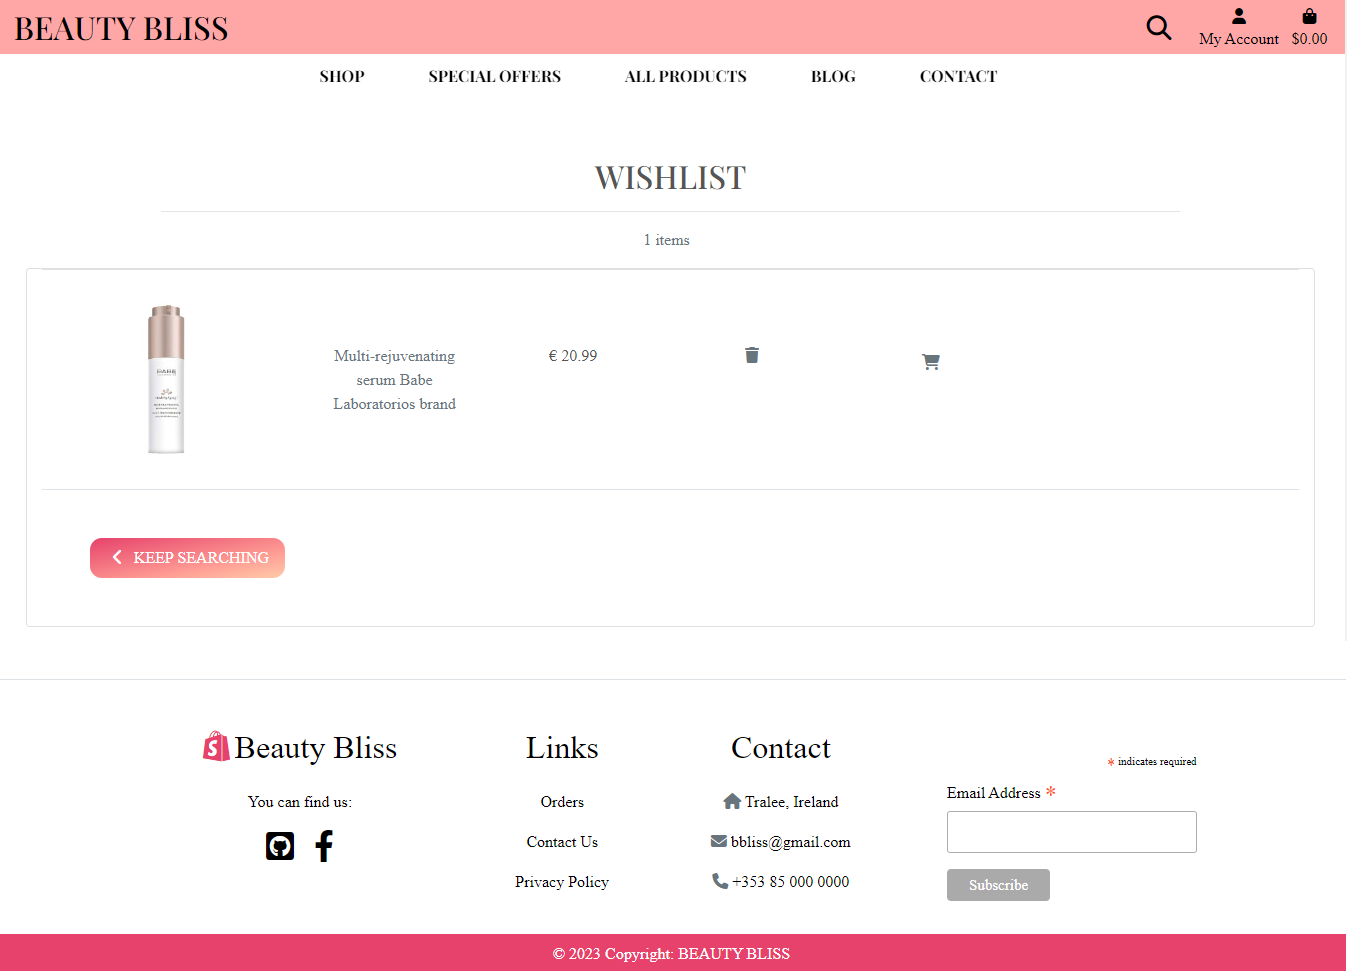 BEAUTY BLISS
My Account
$0.00
SHOP
SPECIAL OFFERS
ALL PRODUCTS
BLOG
CONTACT
WISHLIST
1 items
BABE
Multi-rejuvenating
serum Babe
Laboratorios brand
€ 20.99
KEEP SEARCHING
Beauty Bliss
You can find us:
Links
Orders
Contact Us
Privacy Policy
Contact
Tralee, Ireland
bbliss@gmail.com
+353 85 000 0000
* indicates required
Email Address *
Subscribe
© 2023 Copyright: BEAUTY BLISS